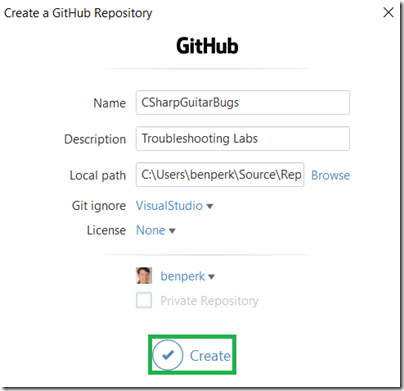 Create a GitHub Repository
GitHub
Name CSharpGuitarBugs
Description Troubleshooting Labs
Local path C:\Users\benperk\Source\Rep Browse
Git ignore VisualStudio
License None
benperk
Private Repository
Create